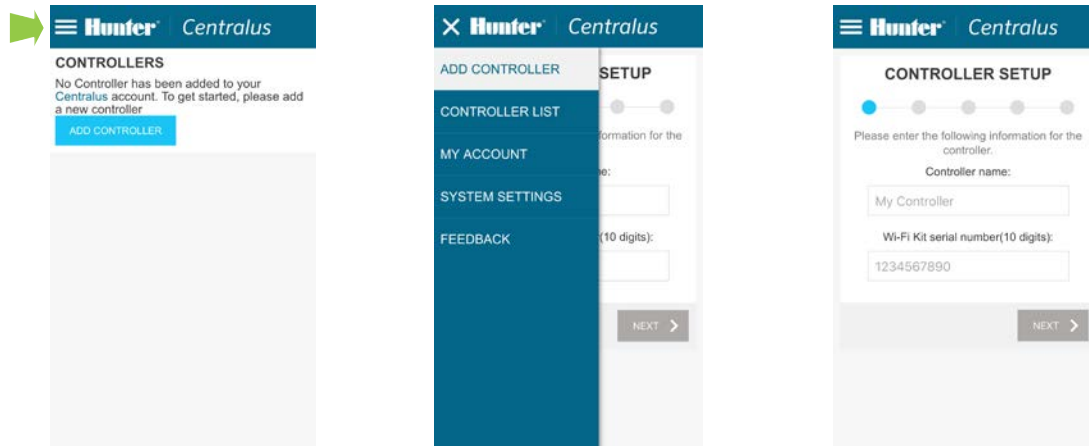 Hunter® Centralus
CONTROLLERS
No Controller has been added to your
Centralus account. To get started, please add
a new controller
ADD CONTROLLER
Hunter® Centralus
ADD CONTROLLER
CONTROLLER LIST
MY ACCOUNT
SYSTEM SETTINGS
FEEDBACK
SETUP
formation for the
e:
(10 digits):
NEXT
Hunter® Centralus
CONTROLLER SETUP
Please enter the following information for the
controller.
Controller name:
My Controller
Wi-Fi Kit serial number(10 digits):
1234567890
NEXT